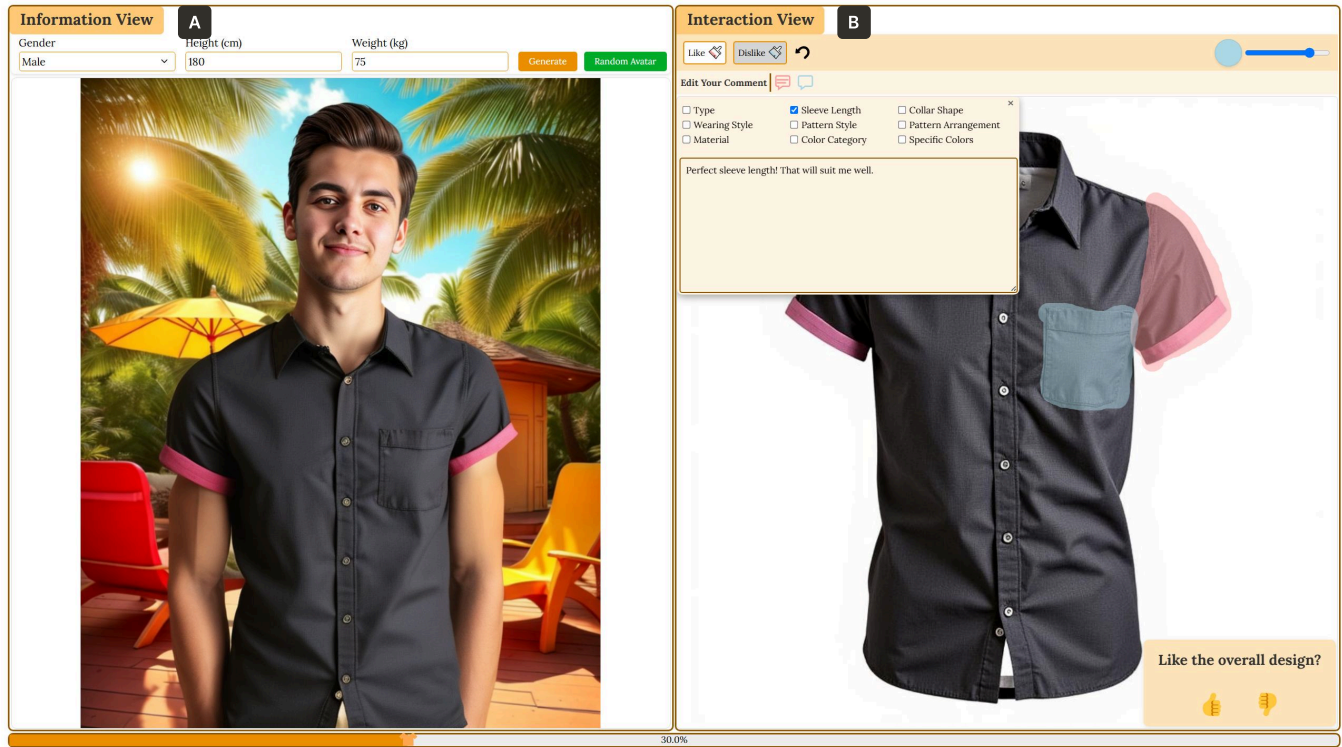 Information View
A
Gender
Height (cm)
Weight (kg)
Male
180
75
Generate
Random Avatar
Interaction View
B
Like
Dislike
Edit Your Comment
×
Type
Sleeve Length
Collar Shape
Wearing Style
Pattern Style
Pattern Arrangement
Material
Color Category
Specific Colors
Perfect sleeve length! That will suit me well.
Like the overall design?
30.0%